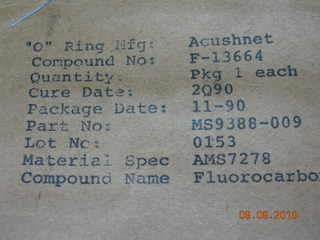 "O" Ring Mfg: Acushnet
Compound No: F-13664
Quantity: Pkg 1 each
Cure Date: 2Q90
Package Date: 11-90
Part No: MS9388-009
Lot No: 0153
Material Spec AMS7278
Compound Name Fluorocarbo
09.09.2010